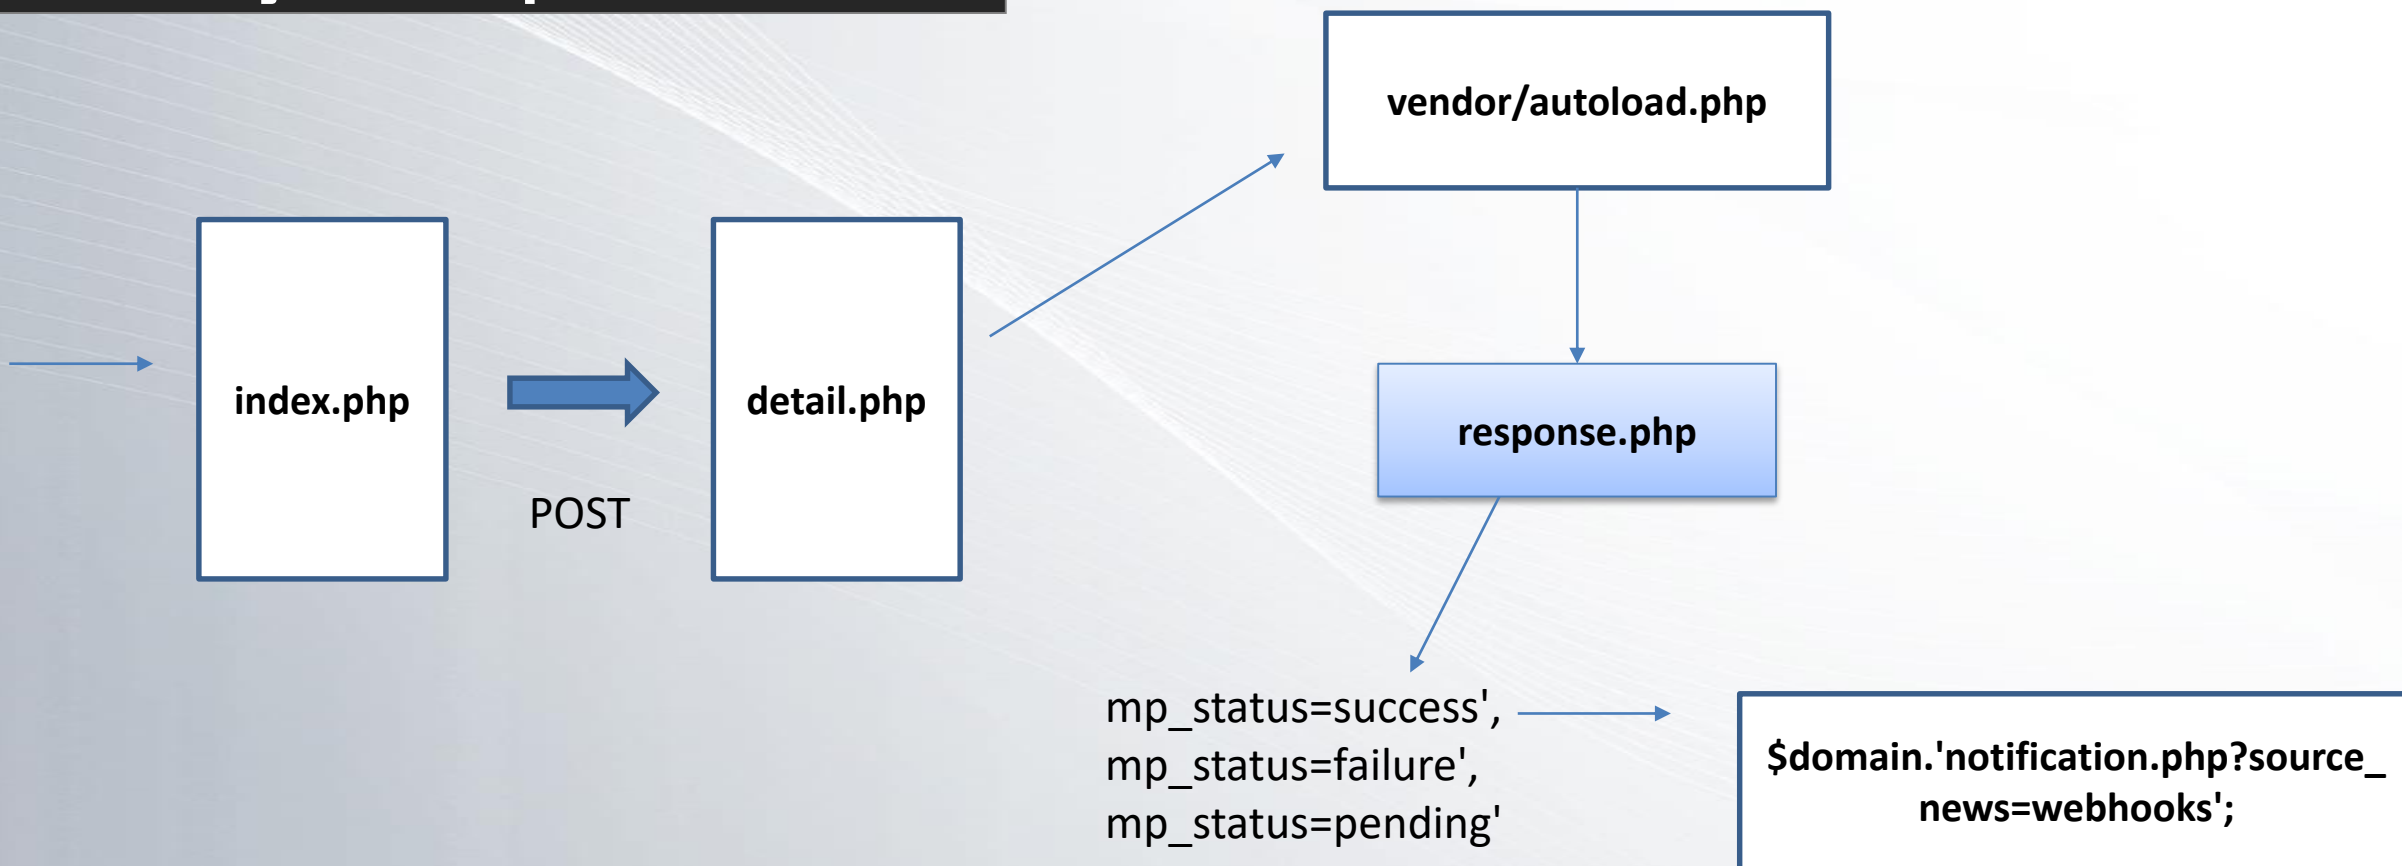 vendor/autoload.php
index.php
detail.php
response.php
POST
mp_status=success',
mp_status=failure',
mp_status=pending'
$domain.'notification.php?source_
news=webhooks';